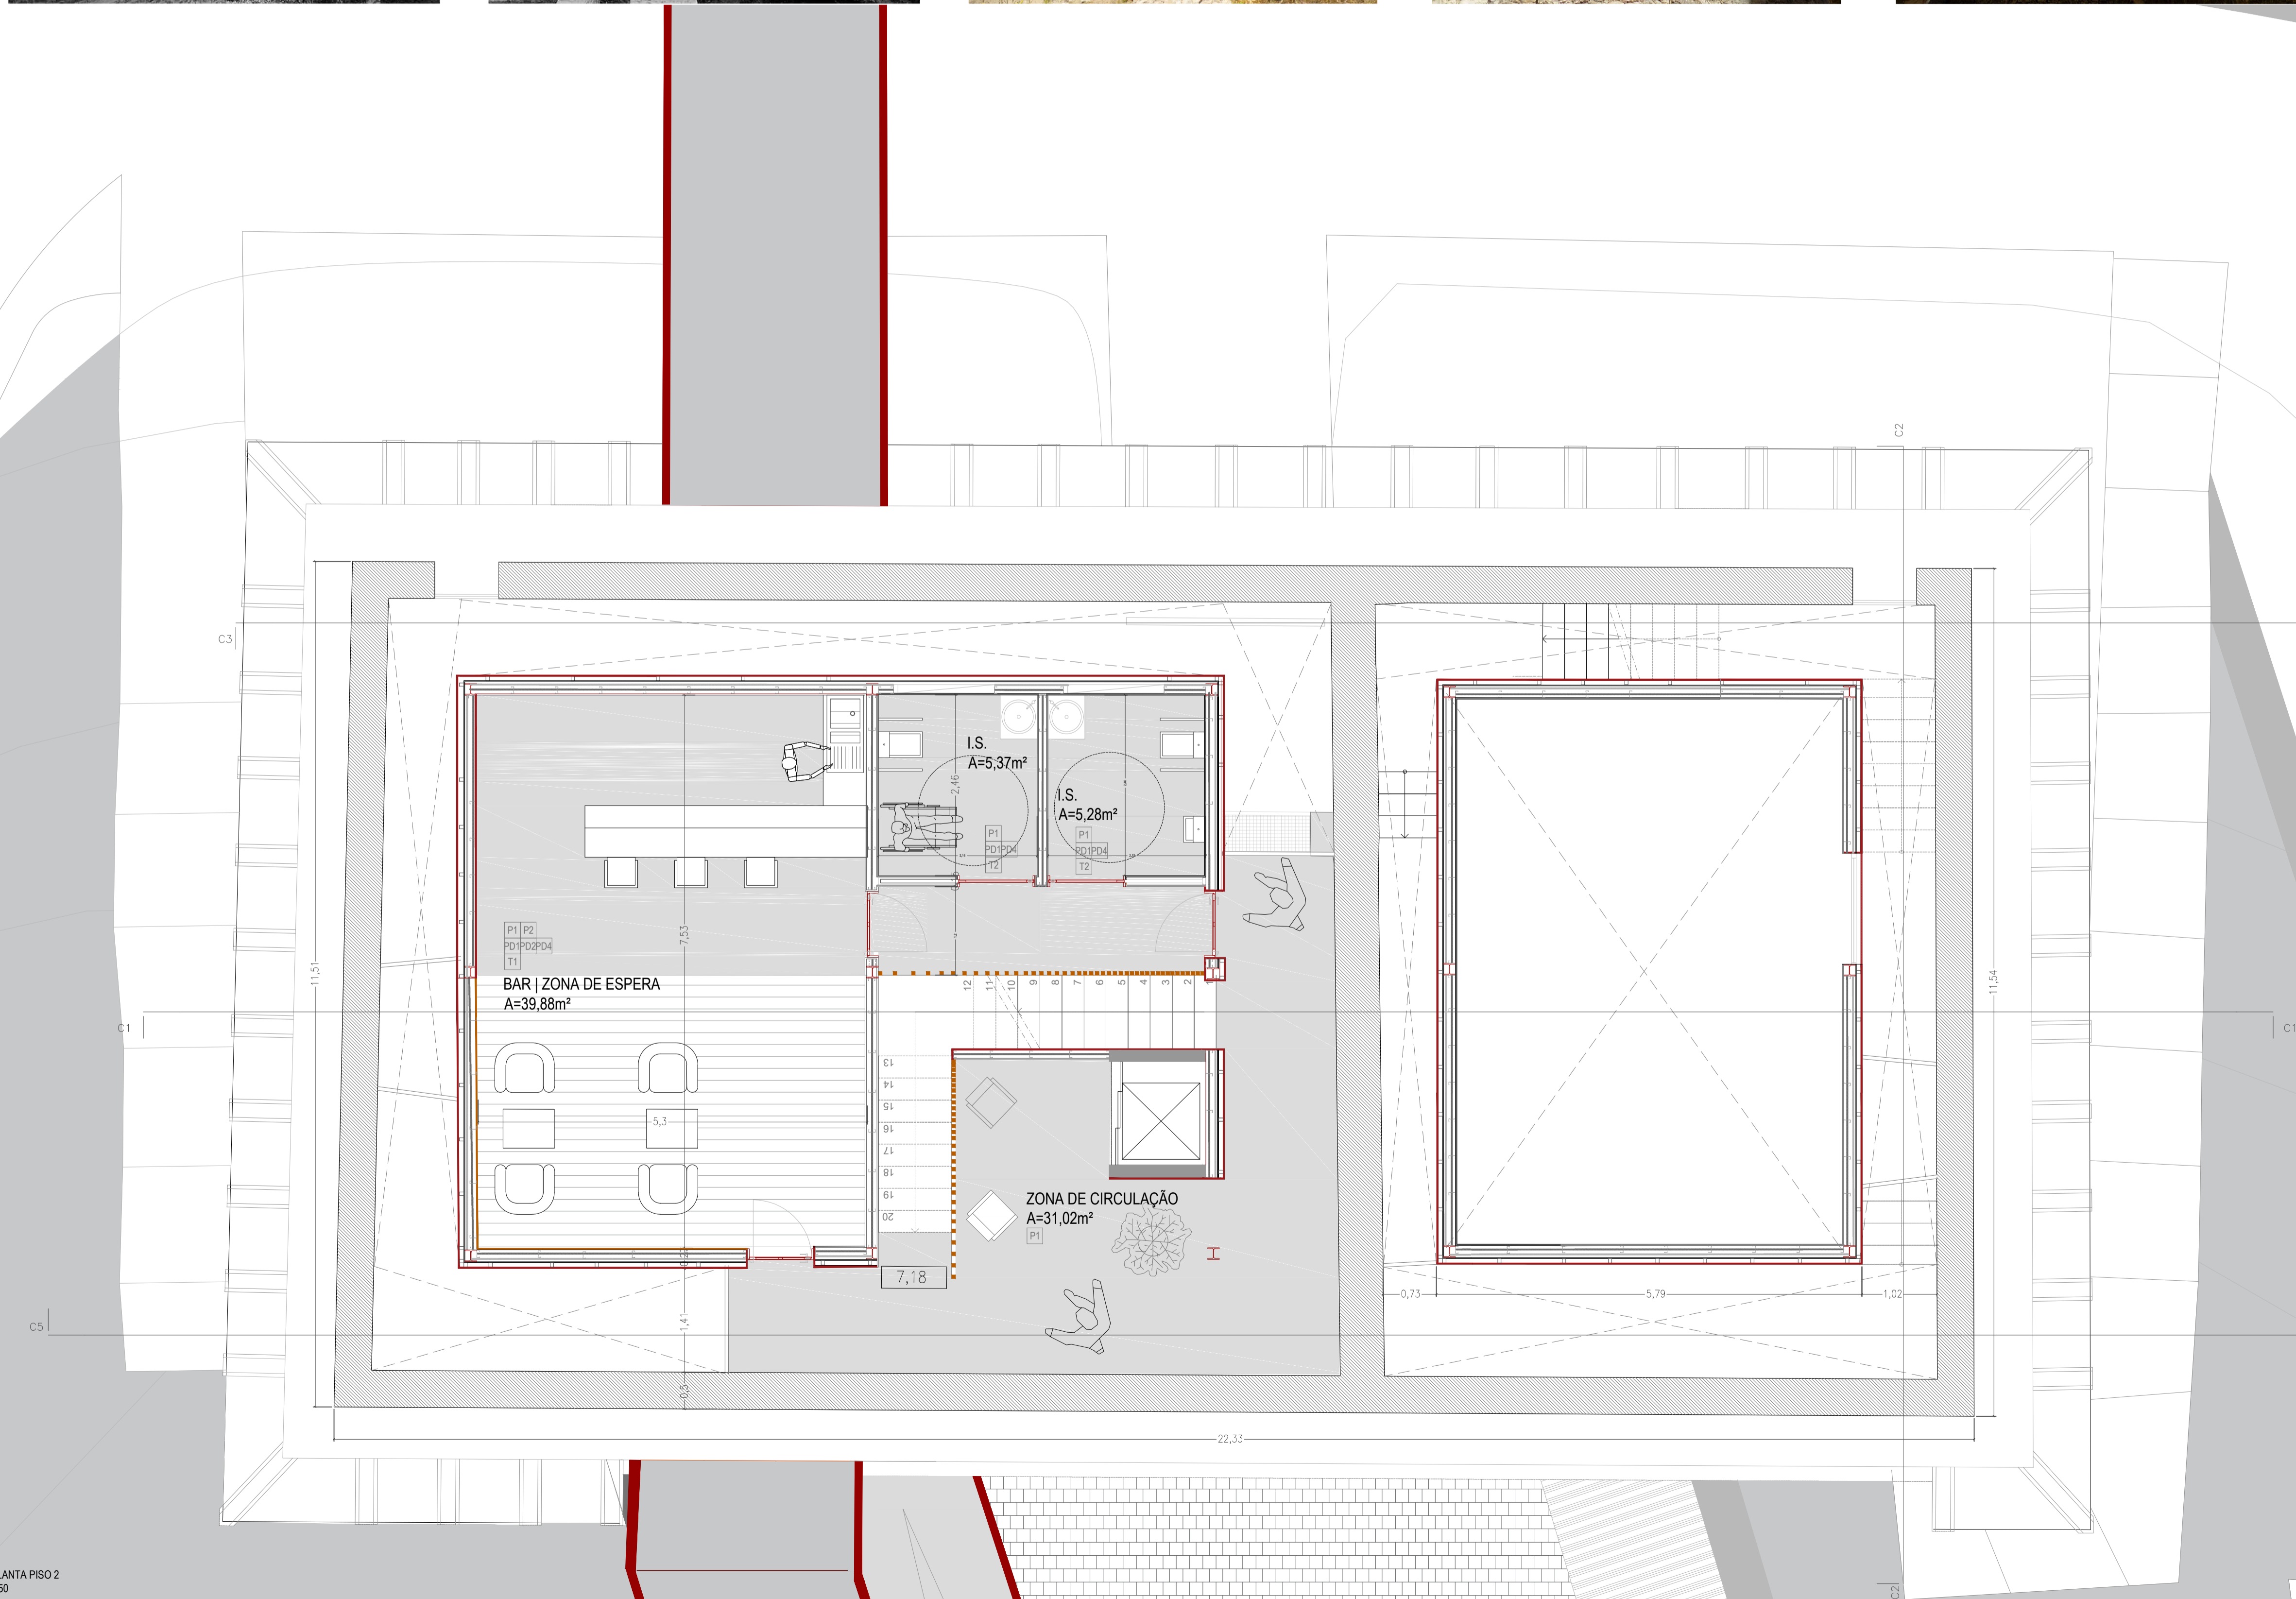 C2
C3
I.S.
A=5,37m²
2,46
I.S.
A=5,28m²
P1
PD1PD4
T2
P1
PD1PD4
T2
P1 P2
PD1PD2PD4
T1
7,53
BAR | ZONA DE ESPERA
A=39,88m²
11,51
11,54
12 11 10 9 8 7 6 5 4 3 2 1
C1
C1
13
14
15
16
17
18
19
20
5,3
ZONA DE CIRCULAÇÃO
A=31,02m²
P1
7,18
0,73
5,79
1,02
C5
1,41
0,5
22,33
LANTA PISO 2
50
C2